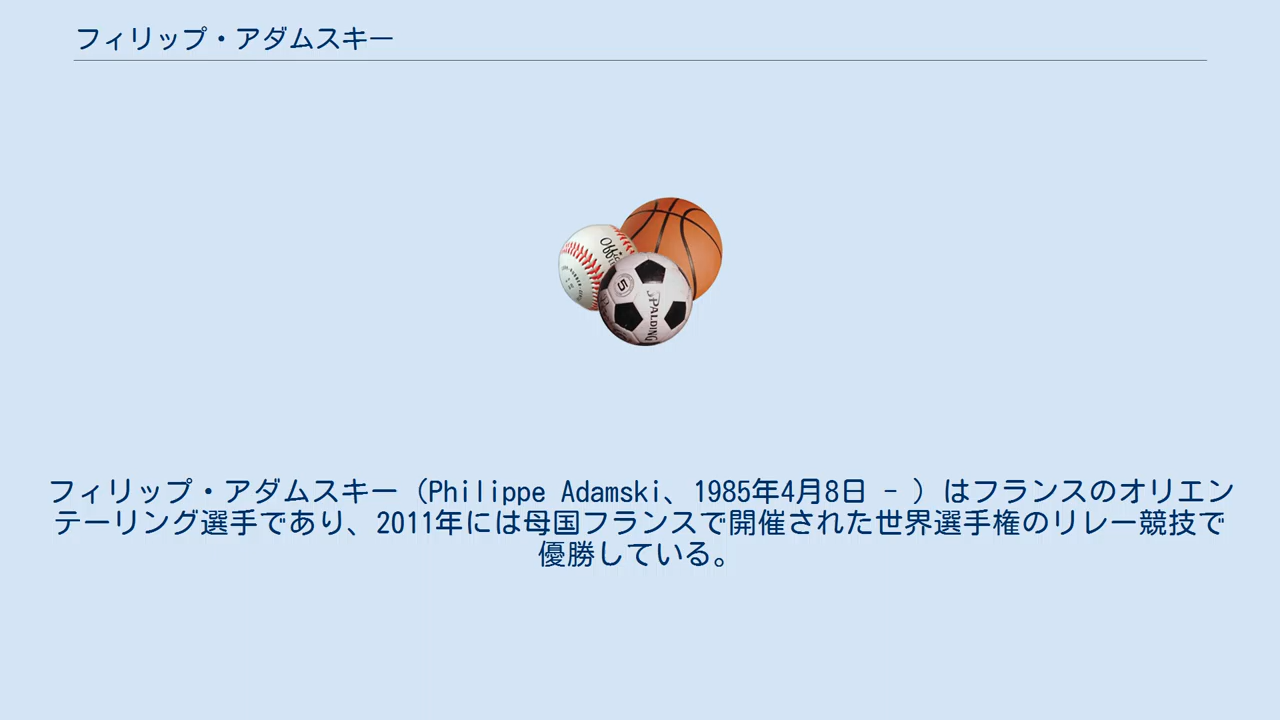 フィリップ・アダムスキー
Offic
5
SPALDING
フィリップ・アダムスキー（Philippe Adamski、1985年4月8日 - ）はフランスのオリエン
テーリング選手であり、2011年には母国フランスで開催された世界選手権のリレー競技で
優勝している。